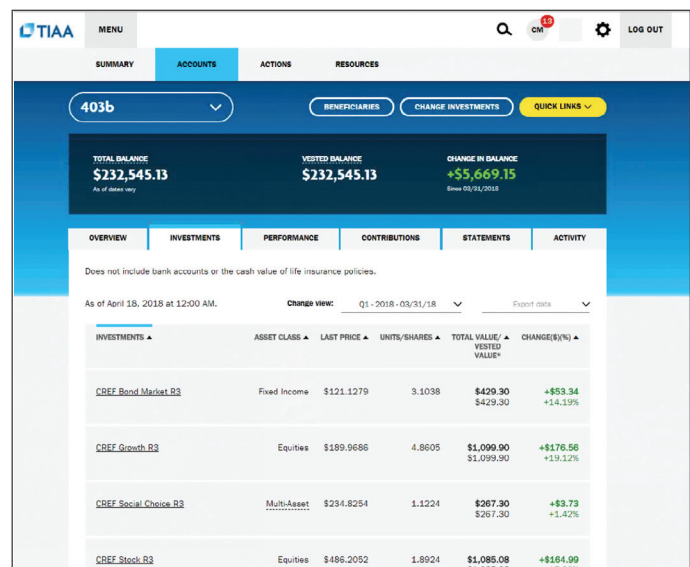 TIAA MENU CM 13 LOG OUT
SUMMARY ACCOUNTS ACTIONS RESOURCES
403b BENEFICIARIES CHANGE INVESTMENTS QUICK LINKS
TOTAL BALANCE VESTED BALANCE CHANGE IN BALANCE
$232,545.13 $232,545.13 +$5,669.15
As of dates vary Since 03/31/2018
OVERVIEW INVESTMENTS PERFORMANCE CONTRIBUTIONS STATEMENTS ACTIVITY
Does not include bank accounts or the cash value of life insurance policies.
As of April 18, 2018 at 12:00 AM. Change view: Q1 - 2018 - 03/31/18 Export data
INVESTMENTS ▲ ASSET CLASS ▲ LAST PRICE ▲ UNITS/SHARES ▲ TOTAL VALUE/ ▲ CHANGE($)(%) ▲
VESTED
VALUE*
CREF Bond Market R3 Fixed Income $121.1279 3.1038 $429.30 +$53.34
$429.30 +14.19%
CREF Growth R3 Equities $189.9686 4.8605 $1,099.90 +$176.56
$1,099.90 +19.12%
CREF Social Choice R3 Multi-Asset $234.8254 1.1224 $267.30 +$3.73
$267.30 +1.42%
CREF Stock R3 Equities $486.2052 1.8924 $1,085.08 +$164.99